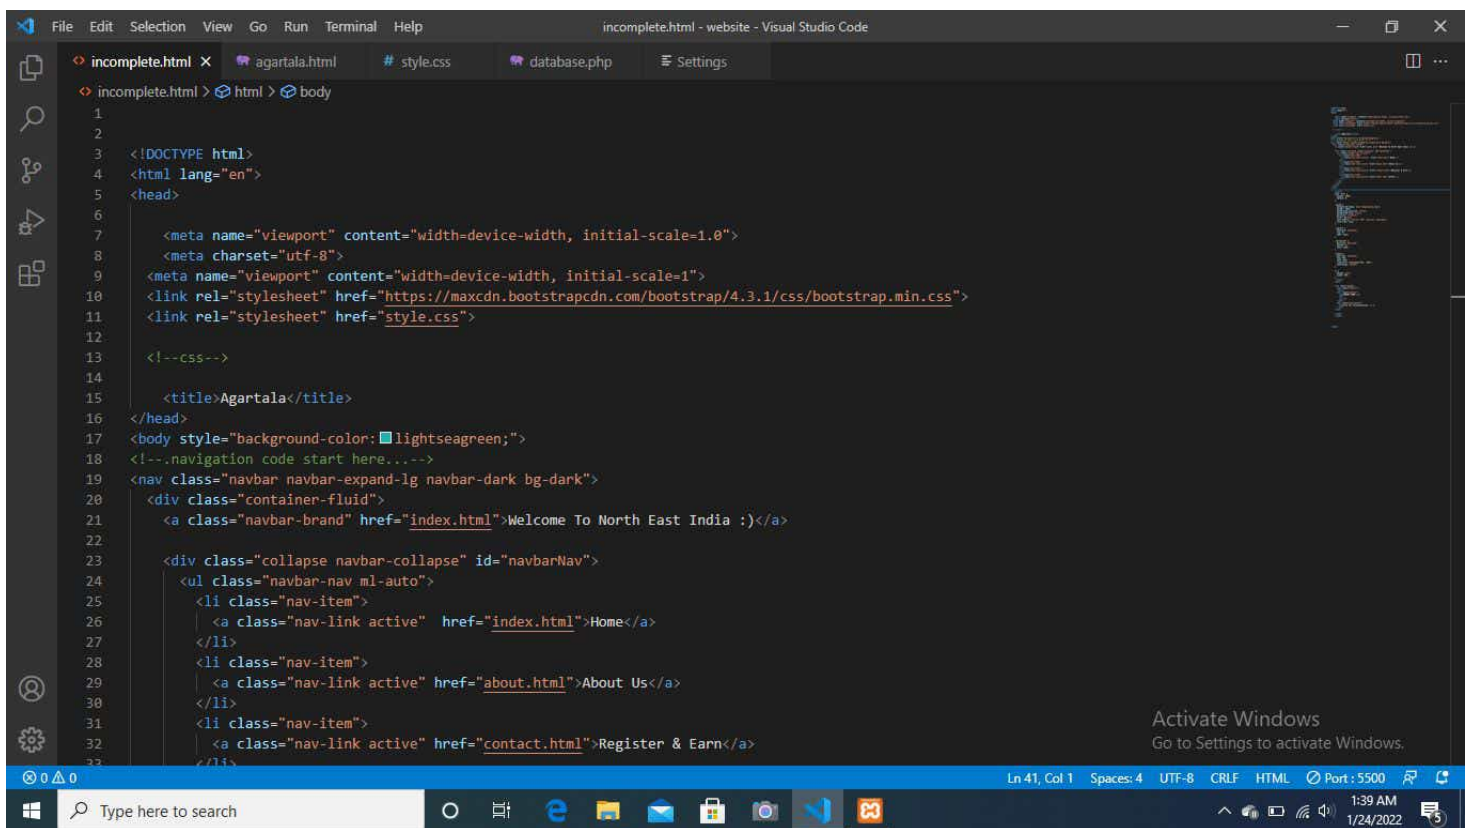 File Edit Selection View Go Run Terminal Help
incomplete.html - website - Visual Studio Code
incomplete.html agartala.html # style.css database.php Settings
incomplete.html > html > body
1
2
3 <!DOCTYPE html>
4 <html lang="en">
5 <head>
6
7 <meta name="viewport" content="width=device-width, initial-scale=1.0">
8 <meta charset="utf-8">
9 <meta name="viewport" content="width=device-width, initial-scale=1">
10 <link rel="stylesheet" href="https://maxcdn.bootstrapcdn.com/bootstrap/4.3.1/css/bootstrap.min.css">
11 <link rel="stylesheet" href="style.css">
12
13 <!--css-->
14
15 <title>Agartala</title>
16 </head>
17 <body style="background-color: lightseagreen;">
18 <!--.navigation code start here...-->
19 <nav class="navbar navbar-expand-lg navbar-dark bg-dark">
20 <div class="container-fluid">
21 <a class="navbar-brand" href="index.html">Welcome To North East India :)</a>
22
23 <div class="collapse navbar-collapse" id="navbarNav">
24 <ul class="navbar-nav ml-auto">
25 <li class="nav-item">
26 <a class="nav-link active"  href="index.html">Home</a>
27 </li>
28 <li class="nav-item">
29 <a class="nav-link active" href="about.html">About Us</a>
30 </li>
31 <li class="nav-item">
32 <a class="nav-link active" href="contact.html">Register & Earn</a>
33 </li>
Activate Windows
Go to Settings to activate Windows.
0 0 Ln 41, Col 1 Spaces: 4 UTF-8 CRLF HTML Port : 5500
Type here to search
1:39 AM
1/24/2022
5